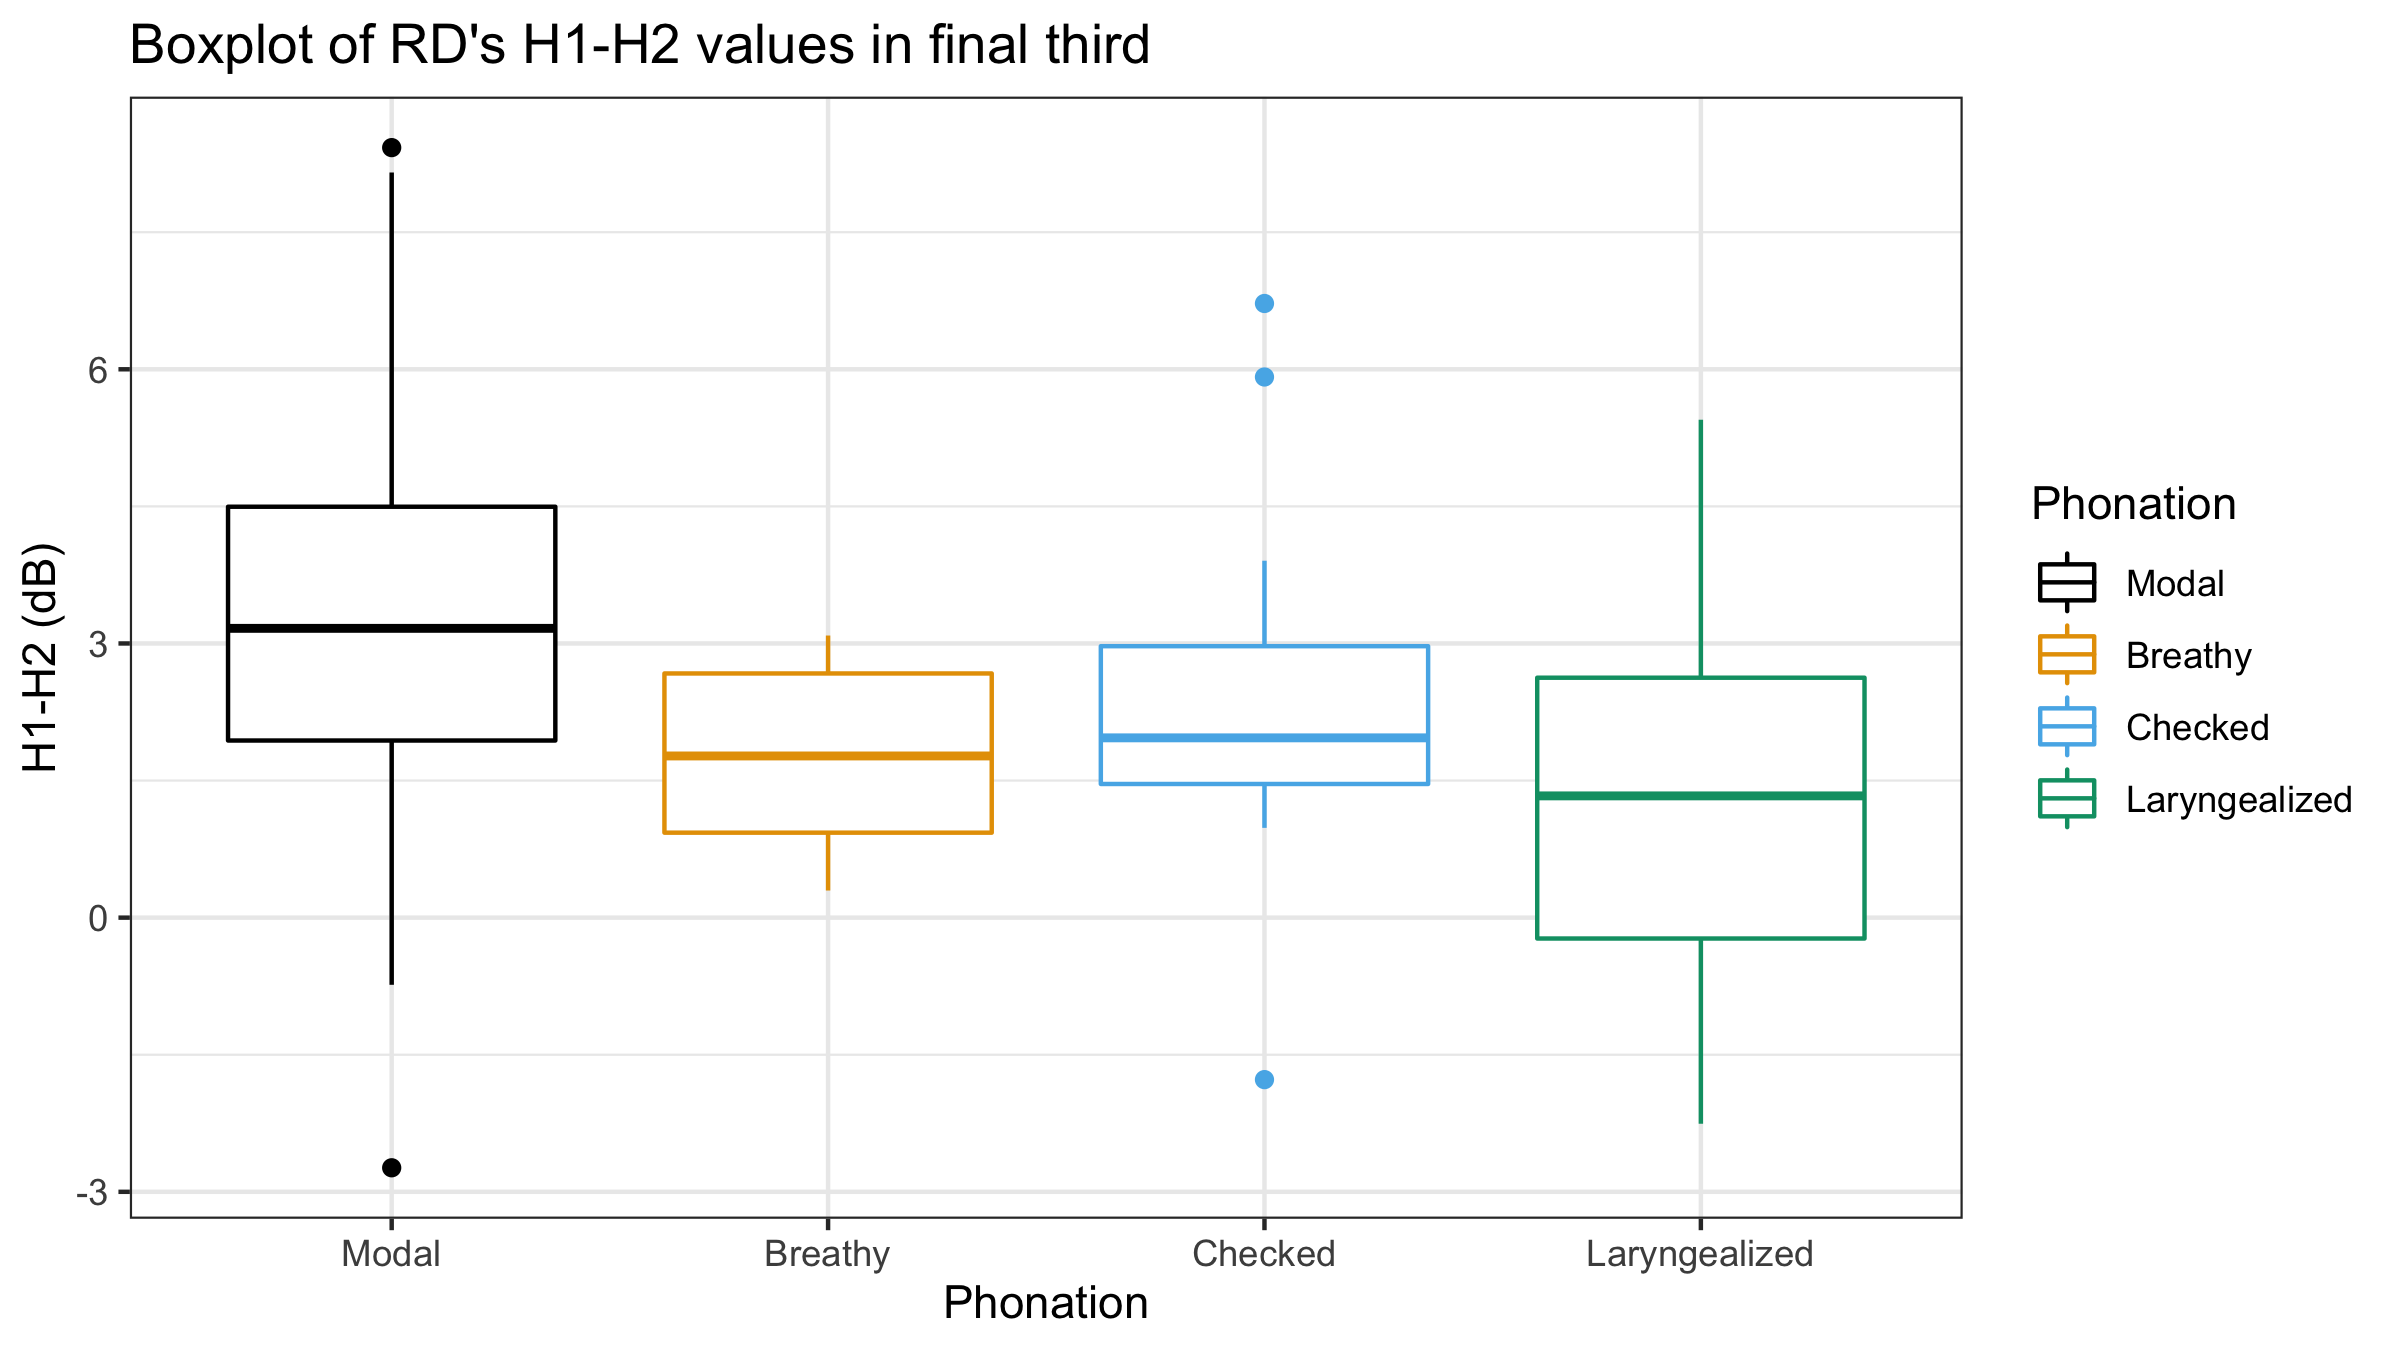 Boxplot of RD's H1-H2 values in final third
H1-H2 (dB)
6
3
0
-3
Modal
Breathy
Checked
Laryngealized
Phonation
Phonation
Modal
Breathy
Checked
Laryngealized